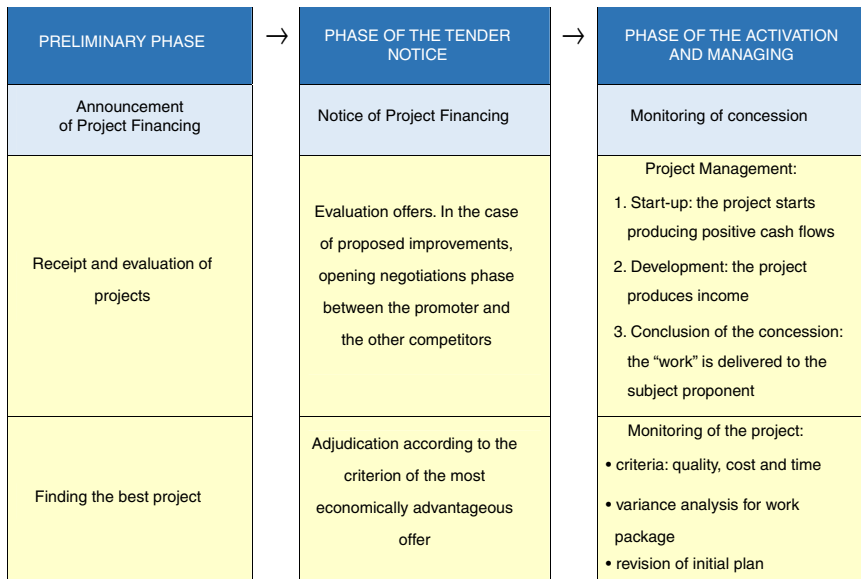 PRELIMINARY PHASE
Announcement
of Project Financing
Receipt and evaluation of
projects
Finding the best project
→
PHASE OF THE TENDER
NOTICE
Notice of Project Financing
Evaluation offers. In the case
of proposed improvements,
opening negotiations phase
between the promoter and
the other competitors
Adjudication according to the
criterion of the most
economically advantageous
offer
→
PHASE OF THE ACTIVATION
AND MANAGING
Monitoring of concession
Project Management:
1. Start-up: the project starts
producing positive cash flows
2. Development: the project
produces income
3. Conclusion of the concession:
the “work” is delivered to the
subject proponent
Monitoring of the project:
• criteria: quality, cost and time
• variance analysis for work
package
• revision of initial plan